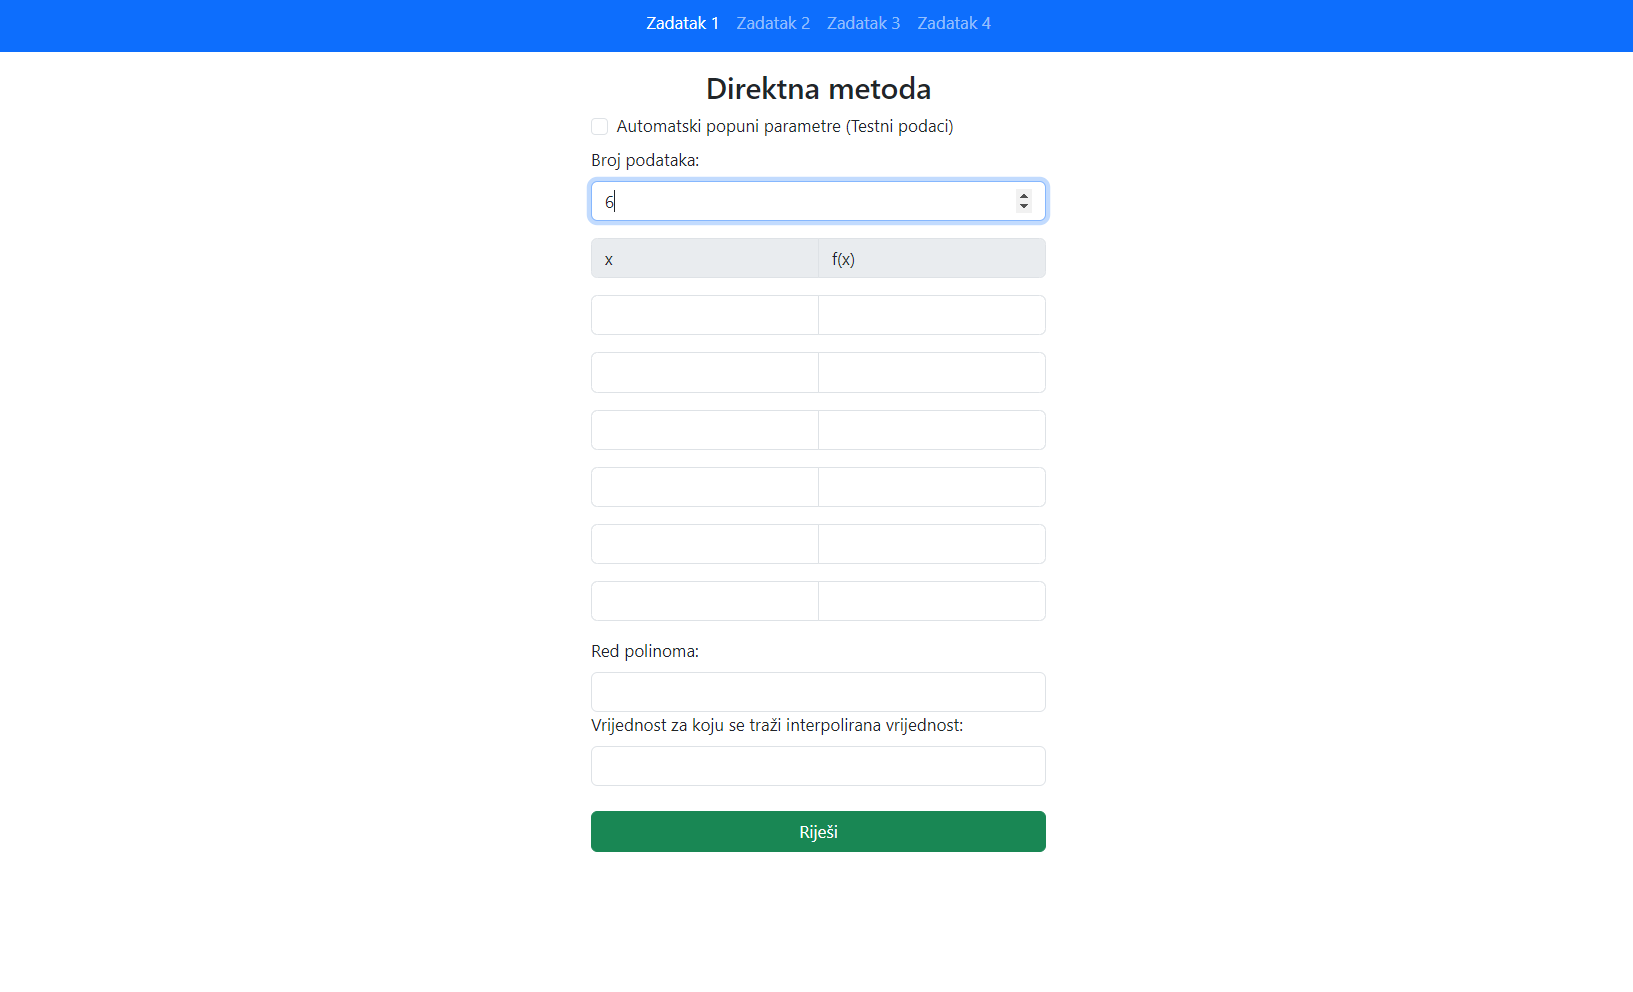 Zadatak 1 Zadatak 2 Zadatak 3 Zadatak 4
Direktna metoda
Automatski popuni parametre (Testni podaci)
Broj podataka:
6
x f(x)
Red polinoma:
Vrijednost za koju se traži interpolirana vrijednost:
Riješi